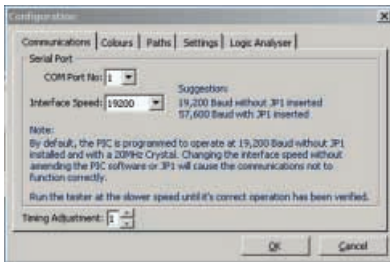 Configuration
Communications Colours Paths Settings Logic Analyser
Serial Port
COM Port No: 1
Interface Speed: 19200
Suggestion:
19,200 Baud without JP1 inserted
57,600 Baud with JP1 inserted
Note:
By default, the PIC is programmed to operate at 19,200 Baud without JP1
installed and with a 20MHz Crystal. Changing the interface speed without
amending the PIC software or JP1 will cause the communications not to
function correctly.
Run the tester at the slower speed until it's correct operation has been verified.
Timing Adjustment: 1
OK Cancel